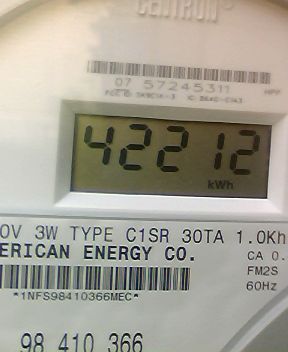 CENTRON®
07 57245311
HPP
42212
kWh
0V 3W TYPE C1SR 30TA 1.0Kh
ERICAN ENERGY CO.
CA 0.
FM2S
60Hz
*1NFS98410366MEC*
98 410 366